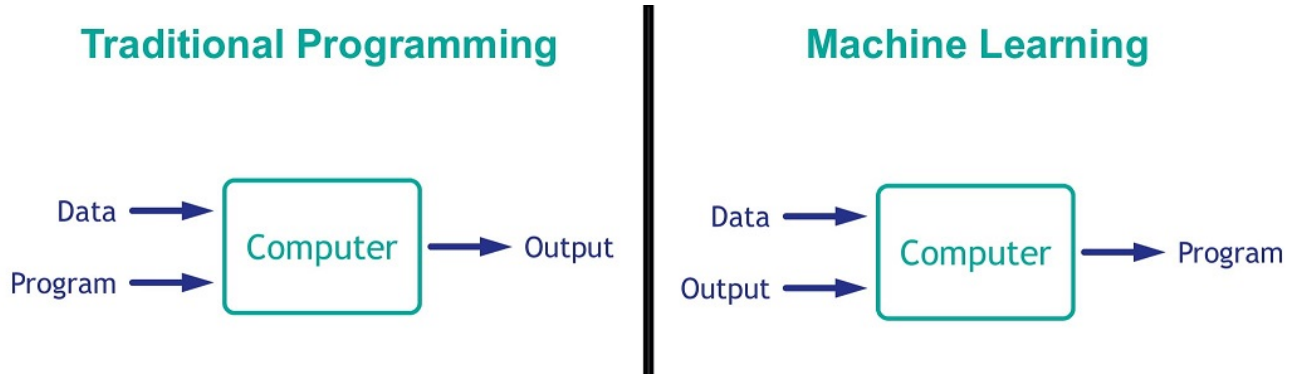 Traditional Programming
Data
Program
Computer
Output
Machine Learning
Data
Output
Computer
Program